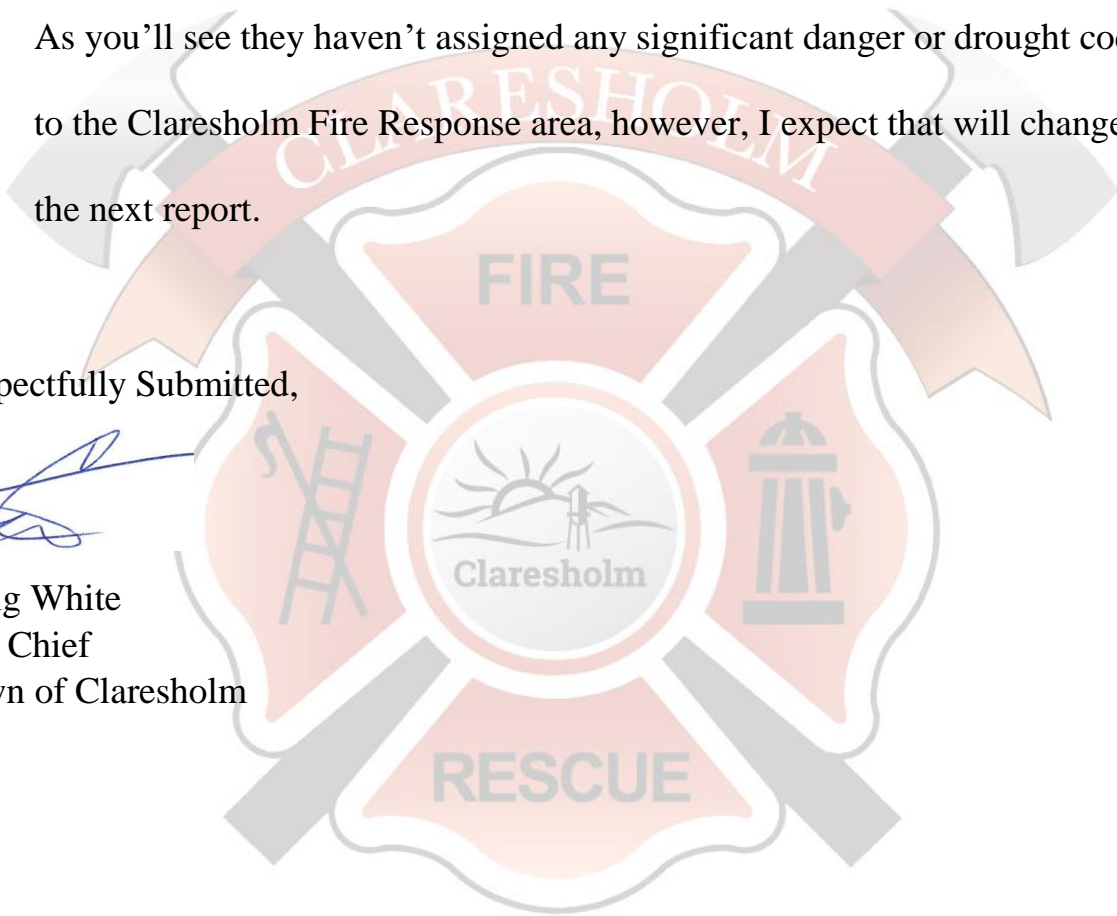 As you’ll see they haven’t assigned any significant danger or drought co
to the Claresholm Fire Response area, however, I expect that will change
the next report.
CLARESHOLM
FIRE
pectfully Submitted,
Claresholm
g White
Chief
n of Claresholm
RESCUE